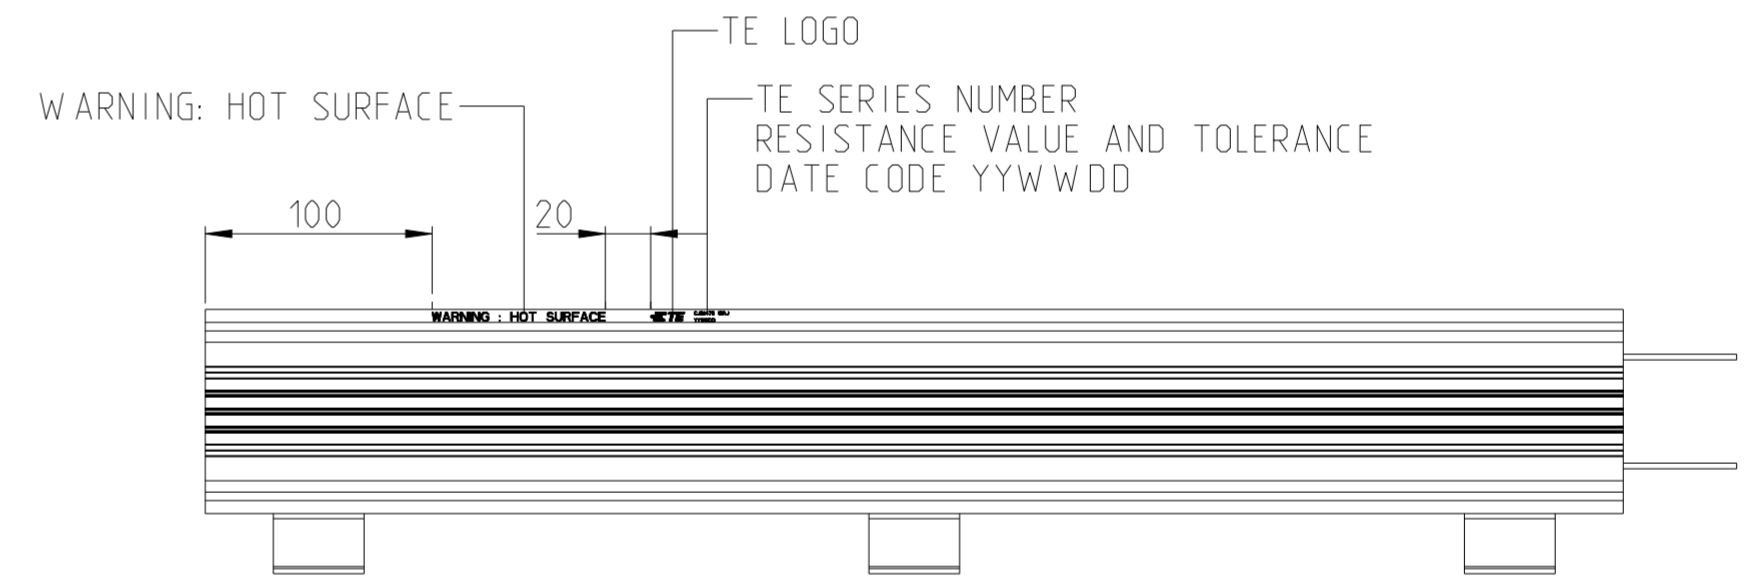 TE LOGO
WARNING: HOT SURFACE
TE SERIES NUMBER
RESISTANCE VALUE AND TOLERANCE
DATE CODE YYWWDD
100
20
WARNING : HOT SURFACE
TE